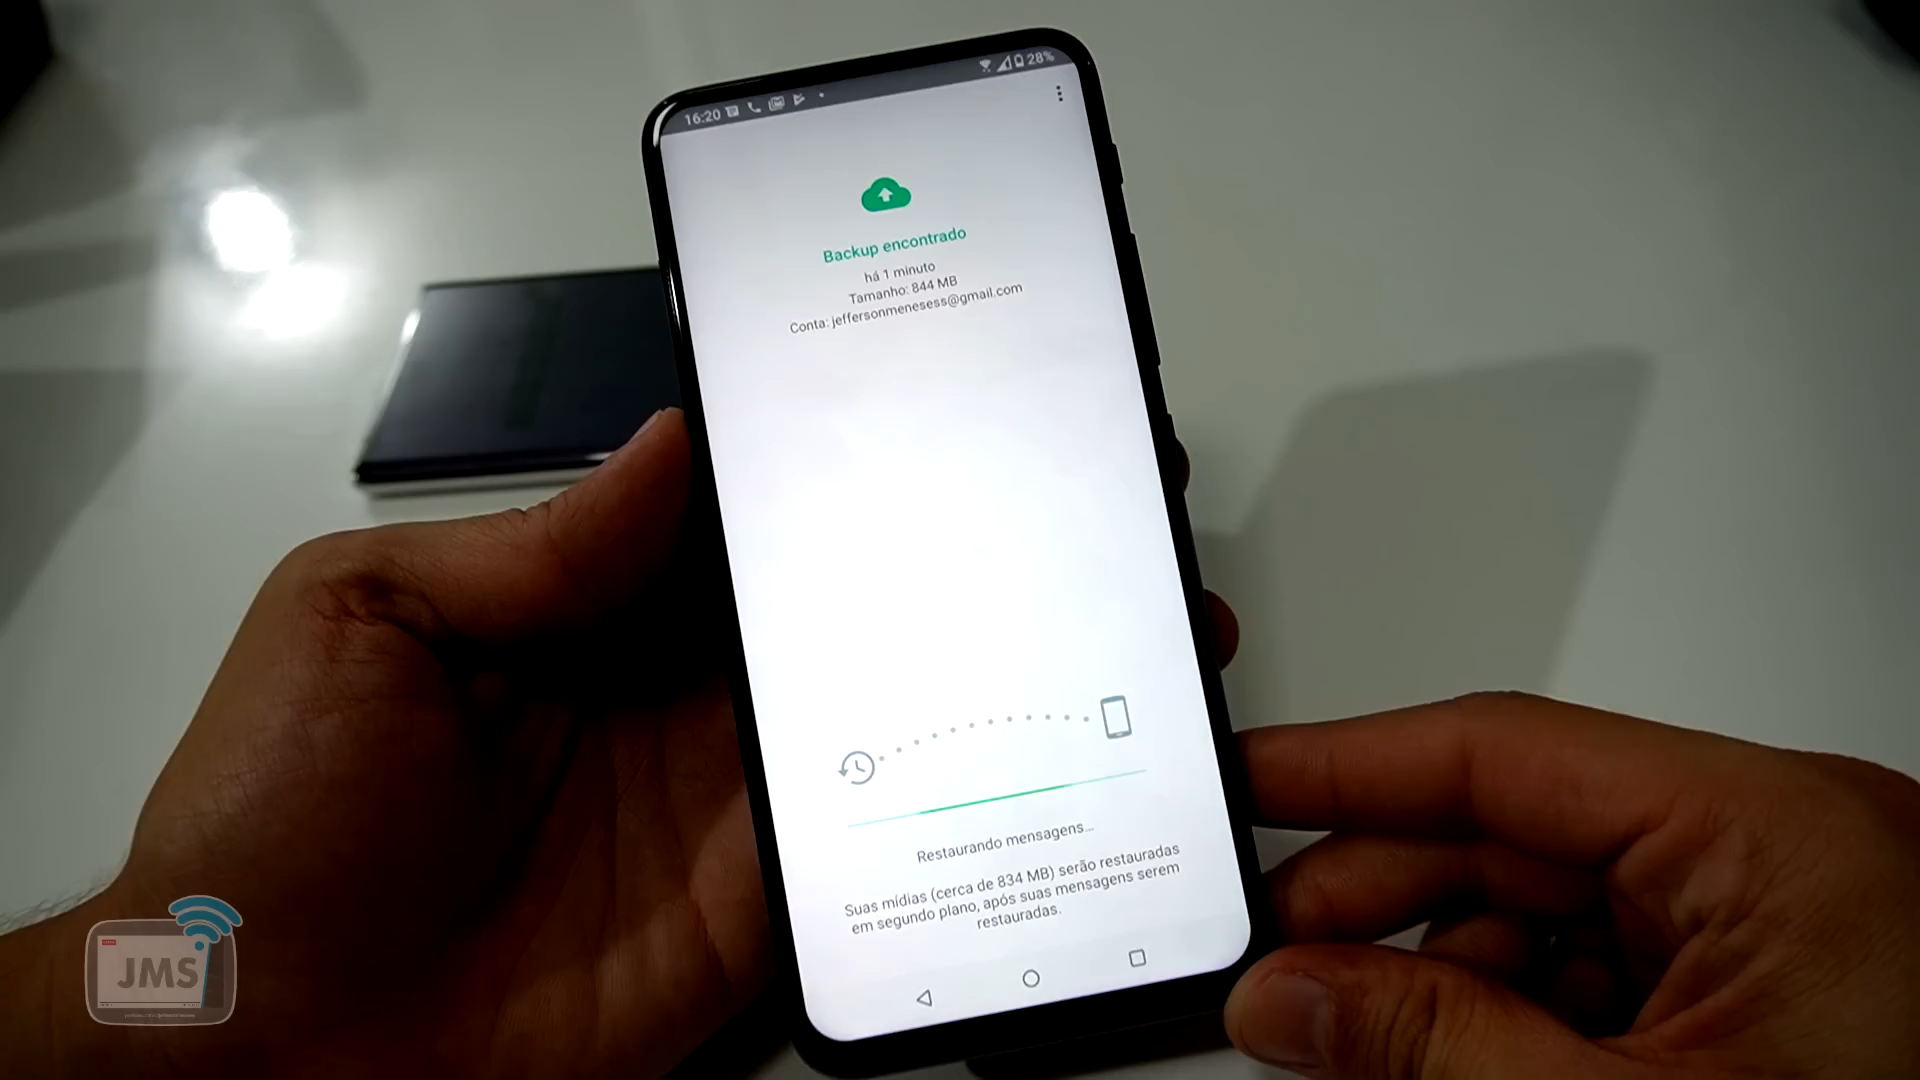 16:20
28%
Backup encontrado
há 1 minuto
Tamanho: 844 MB
Conta: jeffersonmenesess@gmail.com
Restaurando mensagens...
Suas mídias (cerca de 834 MB) serão restauradas
em segundo plano, após suas mensagens serem
restauradas.
JMS